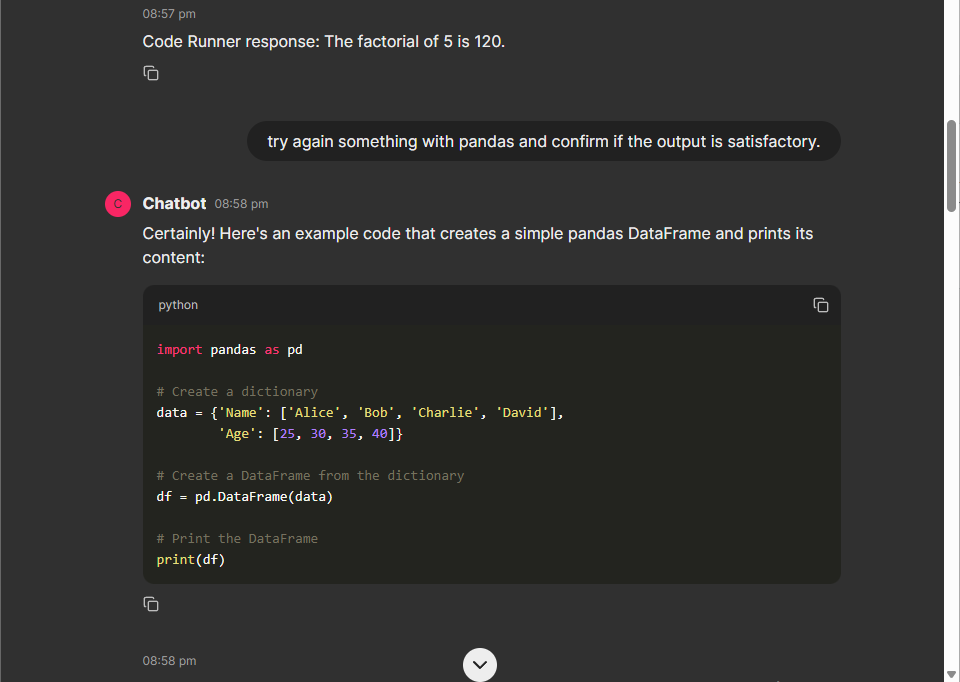 08:57 pm
Code Runner response: The factorial of 5 is 120.
try again something with pandas and confirm if the output is satisfactory.
C
Chatbot 08:58 pm
Certainly! Here's an example code that creates a simple pandas DataFrame and prints its
content:
python
import pandas as pd
# Create a dictionary
data = {'Name': ['Alice', 'Bob', 'Charlie', 'David'],
        'Age': [25, 30, 35, 40]}
# Create a DataFrame from the dictionary
df = pd.DataFrame(data)
# Print the DataFrame
print(df)
08:58 pm